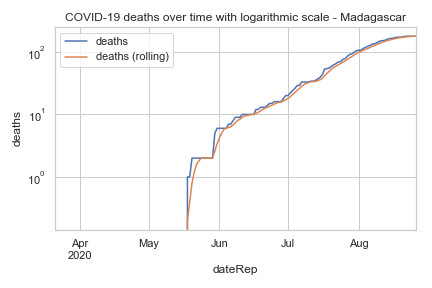 COVID-19 deaths over time with logarithmic scale - Madagascar
deaths
deaths (rolling)
10²
10¹
10⁰
deaths
Apr
2020
May
Jun
Jul
Aug
dateRep